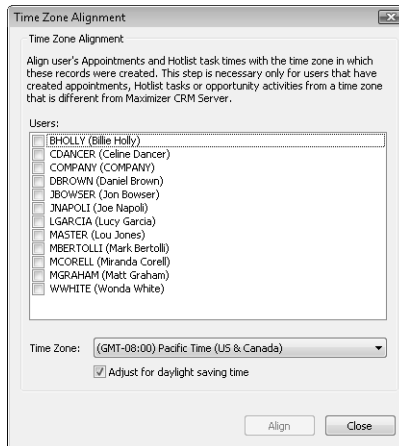 Time Zone Alignment
Time Zone Alignment
Align user's Appointments and Hotlist task times with the time zone in which
these records were created. This step is necessary only for users that have
created appointments, Hotlist tasks or opportunity activities from a time zone
that is different from Maximizer CRM Server.
Users:
BHOLLY (Billie Holly)
CDANCER (Celine Dancer)
COMPANY (COMPANY)
DBROWN (Daniel Brown)
JBOWSER (Jon Bowser)
JNAPOLI (Joe Napoli)
LGARCIA (Lucy Garcia)
MASTER (Lou Jones)
MBERTOLLI (Mark Bertolli)
MCORELL (Miranda Corell)
MGRAHAM (Matt Graham)
WWHITE (Wonda White)
Time Zone: (GMT-08:00) Pacific Time (US & Canada)
Adjust for daylight saving time
Align Close